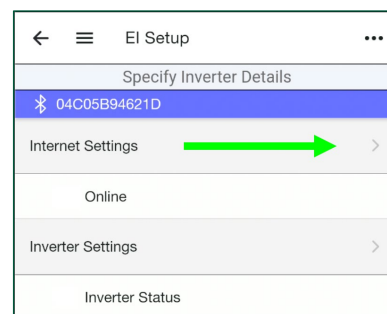 EI Setup
Specify Inverter Details
04C05B94621D
Internet Settings
Online
Inverter Settings
Inverter Status